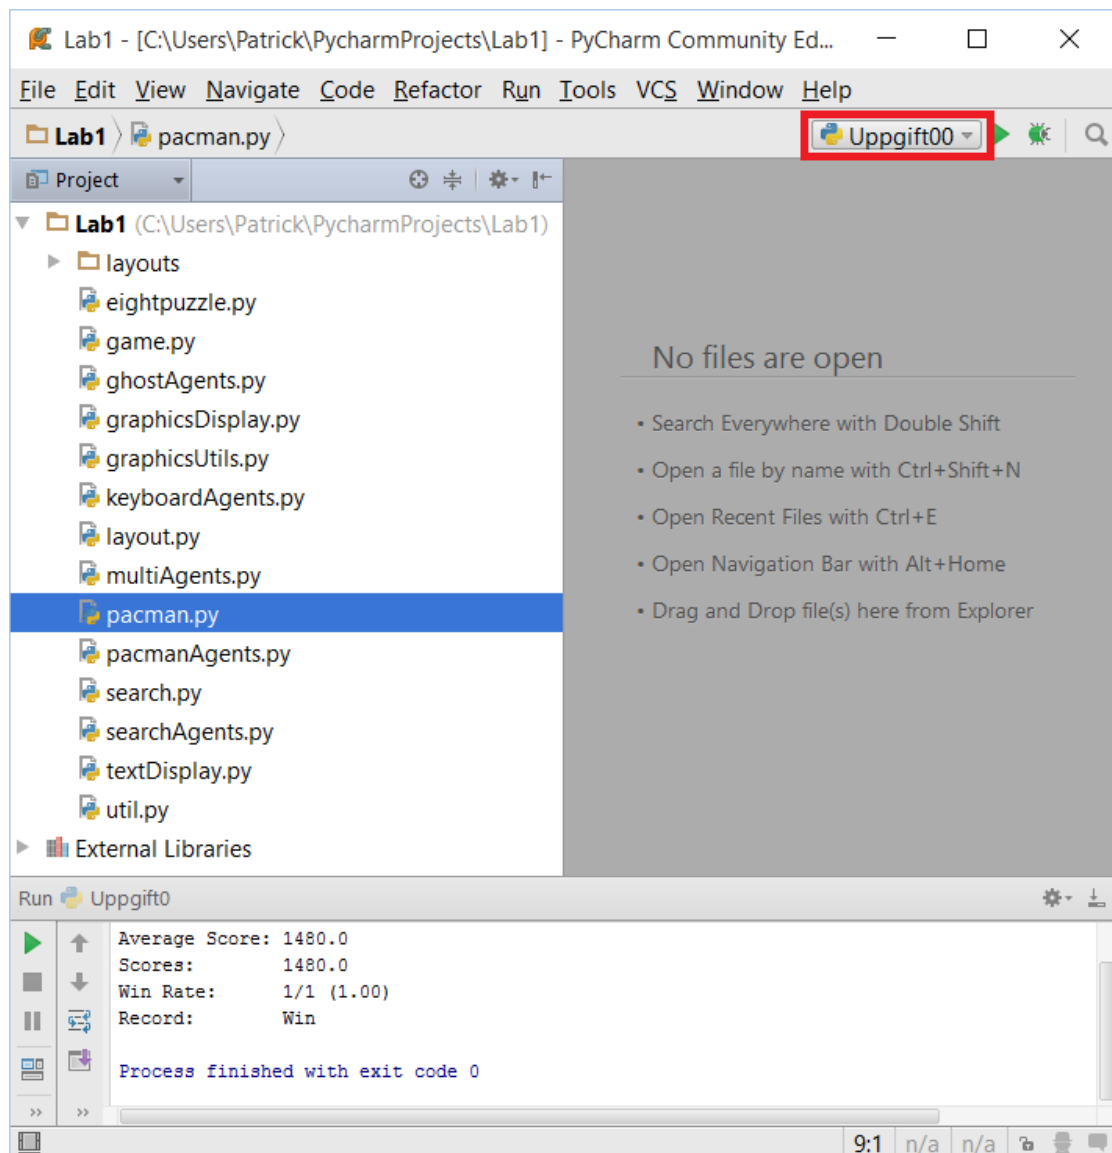 Lab1 - [C:\Users\Patrick\PycharmProjects\Lab1] - PyCharm Community Ed...
File Edit View Navigate Code Refactor Run Tools VCS Window Help
Lab1 pacman.py Uppgift00
Project
Lab1 (C:\Users\Patrick\PycharmProjects\Lab1)
layouts
eightpuzzle.py
game.py
ghostAgents.py
graphicsDisplay.py
graphicsUtils.py
keyboardAgents.py
layout.py
multiAgents.py
pacman.py
pacmanAgents.py
search.py
searchAgents.py
textDisplay.py
util.py
External Libraries
No files are open
• Search Everywhere with Double Shift
• Open a file by name with Ctrl+Shift+N
• Open Recent Files with Ctrl+E
• Open Navigation Bar with Alt+Home
• Drag and Drop file(s) here from Explorer
Run Uppgift0
Average Score: 1480.0
Scores: 1480.0
Win Rate: 1/1 (1.00)
Record: Win
Process finished with exit code 0
9:1 n/a n/a